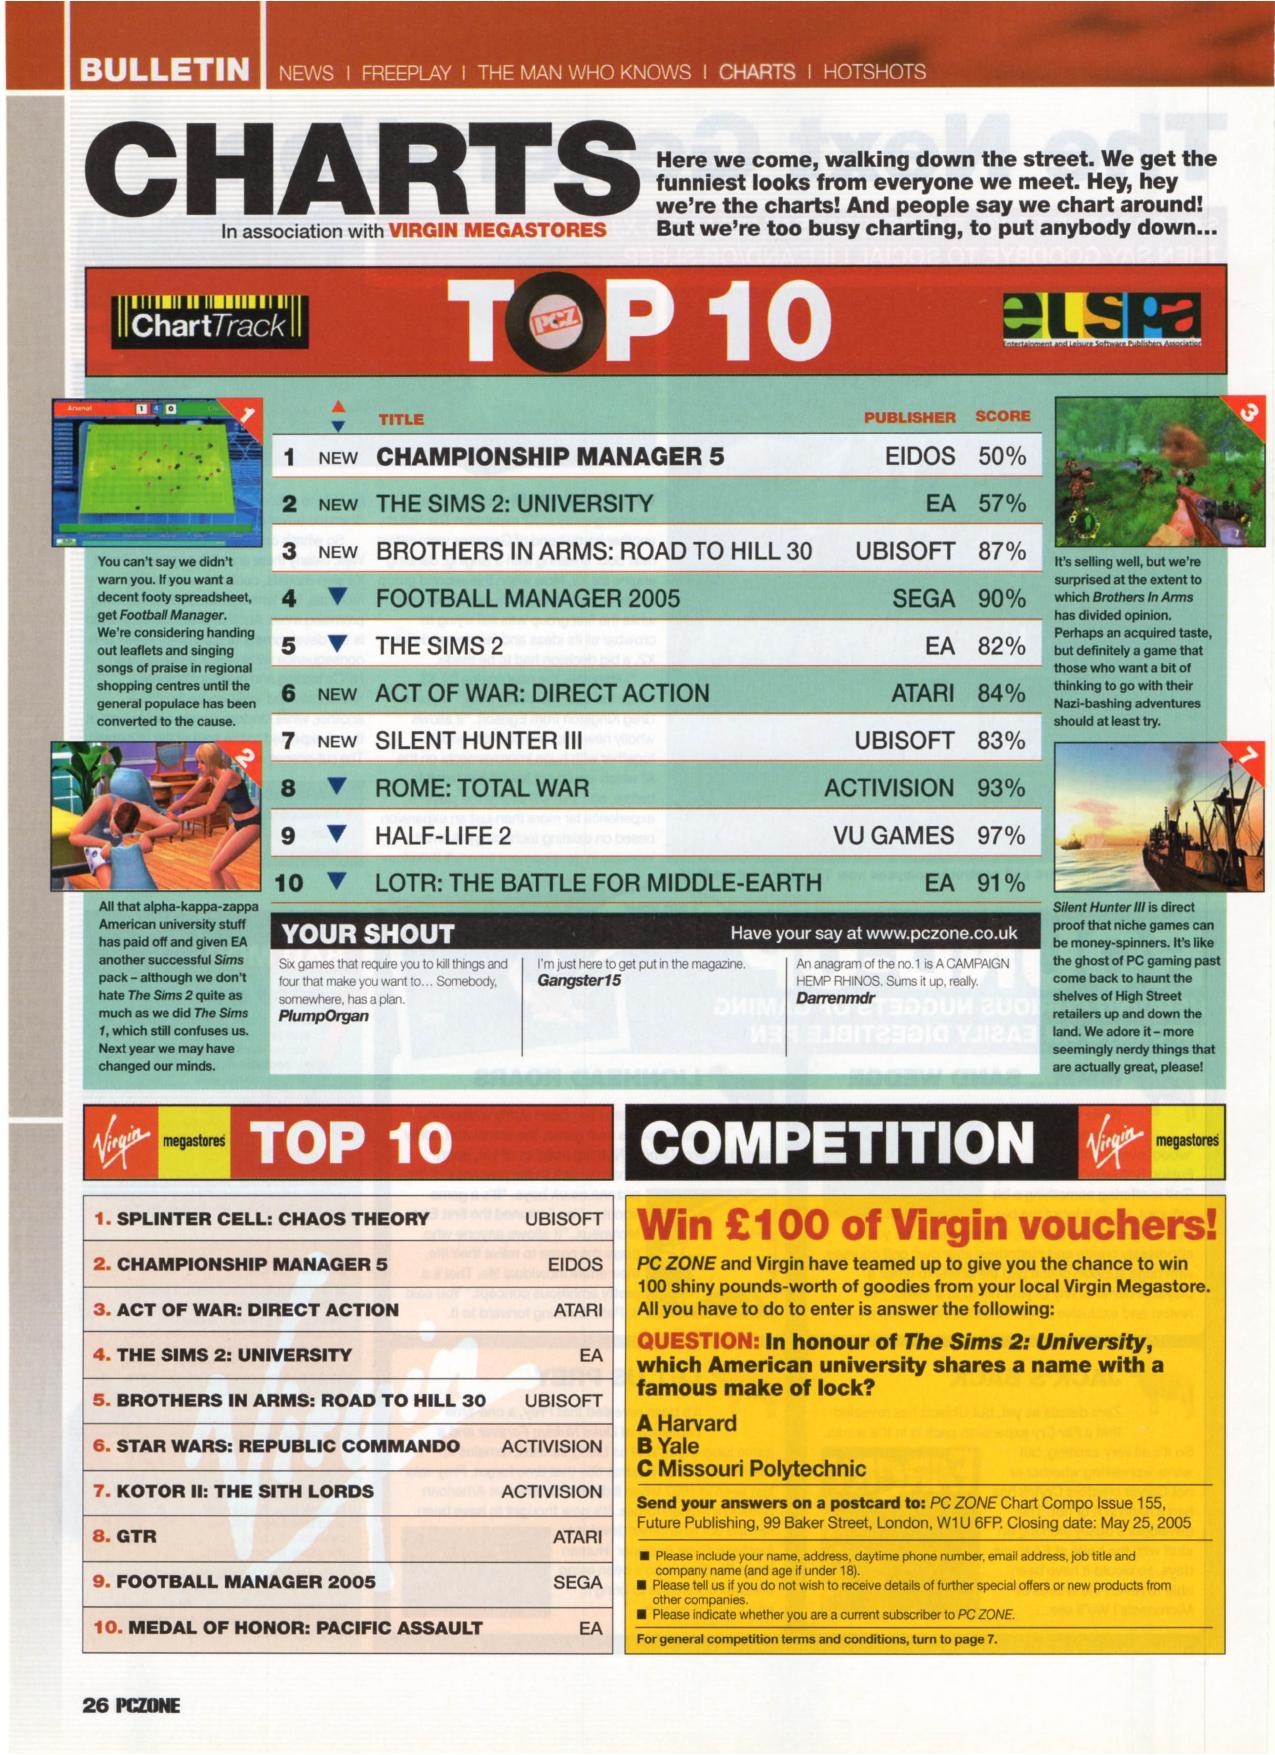 BULLETIN
NEWS | FREEPLAY | THE MAN WHO KNOWS | CHARTS | HOTSHOTS
CHARTS
In association with VIRGIN MEGASTORES
Here we come, walking down the street. We get the
funniest looks from everyone we meet. Hey, hey
we're the charts! And people say we chart around!
But we're too busy charting, to put anybody down...
ChartTrack
TOP 10
PCZ
elspa
Entertainment and Leisure Software Publishers Association
TITLE PUBLISHER SCORE
1 NEW CHAMPIONSHIP MANAGER 5 EIDOS 50%
2 NEW THE SIMS 2: UNIVERSITY EA 57%
3 NEW BROTHERS IN ARMS: ROAD TO HILL 30 UBISOFT 87%
4 ▼ FOOTBALL MANAGER 2005 SEGA 90%
5 ▼ THE SIMS 2 EA 82%
6 NEW ACT OF WAR: DIRECT ACTION ATARI 84%
7 NEW SILENT HUNTER III UBISOFT 83%
8 ▼ ROME: TOTAL WAR ACTIVISION 93%
9 ▼ HALF-LIFE 2 VU GAMES 97%
10 ▼ LOTR: THE BATTLE FOR MIDDLE-EARTH EA 91%
Arsenal 1 4 0
1
You can't say we didn't
warn you. If you want a
decent footy spreadsheet,
get Football Manager.
We're considering handing
out leaflets and singing
songs of praise in regional
shopping centres until the
general populace has been
converted to the cause.
2
All that alpha-kappa-zappa
American university stuff
has paid off and given EA
another successful Sims
pack – although we don't
hate The Sims 2 quite as
much as we did The Sims
1, which still confuses us.
Next year we may have
changed our minds.
3
It's selling well, but we're
surprised at the extent to
which Brothers In Arms
has divided opinion.
Perhaps an acquired taste,
but definitely a game that
those who want a bit of
thinking to go with their
Nazi-bashing adventures
should at least try.
7
Silent Hunter III is direct
proof that niche games can
be money-spinners. It's like
the ghost of PC gaming past
come back to haunt the
shelves of High Street
retailers up and down the
land. We adore it – more
seemingly nerdy things that
are actually great, please!
YOUR SHOUT
Have your say at www.pczone.co.uk
Six games that require you to kill things and
four that make you want to... Somebody,
somewhere, has a plan.
PlumpOrgan
I'm just here to get put in the magazine.
Gangster15
An anagram of the no.1 is A CAMPAIGN
HEMP RHINOS. Sums it up, really.
Darrenmdr
Virgin megastores TOP 10
1. SPLINTER CELL: CHAOS THEORY UBISOFT
2. CHAMPIONSHIP MANAGER 5 EIDOS
3. ACT OF WAR: DIRECT ACTION ATARI
4. THE SIMS 2: UNIVERSITY EA
5. BROTHERS IN ARMS: ROAD TO HILL 30 UBISOFT
6. STAR WARS: REPUBLIC COMMANDO ACTIVISION
7. KOTOR II: THE SITH LORDS ACTIVISION
8. GTR ATARI
9. FOOTBALL MANAGER 2005 SEGA
10. MEDAL OF HONOR: PACIFIC ASSAULT EA
Virgin
COMPETITION Virgin megastores
Win £100 of Virgin vouchers!
PC ZONE and Virgin have teamed up to give you the chance to win
100 shiny pounds-worth of goodies from your local Virgin Megastore.
All you have to do to enter is answer the following:
QUESTION: In honour of The Sims 2: University,
which American university shares a name with a
famous make of lock?
A Harvard
B Yale
C Missouri Polytechnic
Send your answers on a postcard to: PC ZONE Chart Compo Issue 155,
Future Publishing, 99 Baker Street, London, W1U 6FP. Closing date: May 25, 2005
■ Please include your name, address, daytime phone number, email address, job title and
company name (and age if under 18).
■ Please tell us if you do not wish to receive details of further special offers or new products from
other companies.
■ Please indicate whether you are a current subscriber to PC ZONE.
For general competition terms and conditions, turn to page 7.
26 PCZONE